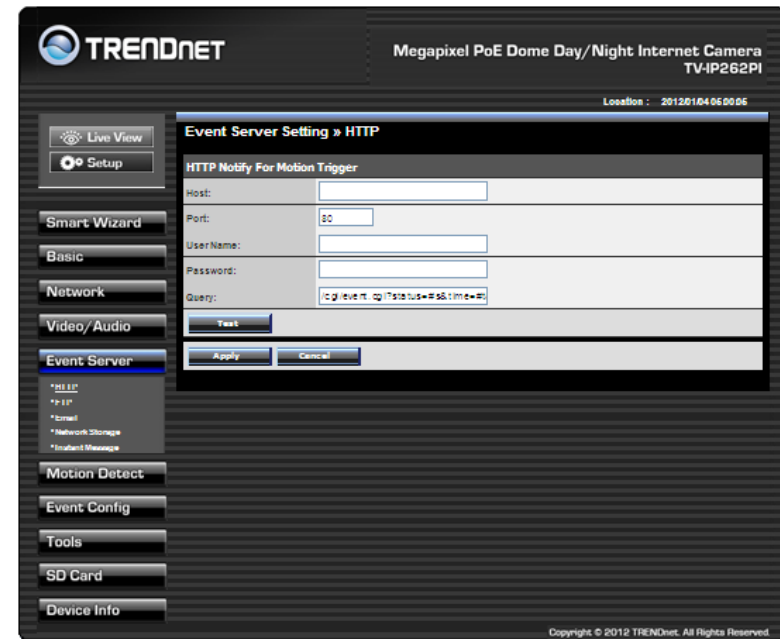 TRENDNET
Megapixel PoE Dome Day/Night Internet Camera
TV-IP262PI
Location : 2012/01/04 06:00:06
Live View
Setup
Event Server Setting » HTTP
HTTP Notify For Motion Trigger
Host:
Port: 80
UserName:
Password:
Query: /cgi/event.cgi?status=#s&time=#t
Test
Apply Cancel
Smart Wizard
Basic
Network
Video/Audio
Event Server
*HTTP
*FTP
*Email
*Network Storage
*Instant Message
Motion Detect
Event Config
Tools
SD Card
Device Info
Copyright © 2012 TRENDnet. All Rights Reserved.